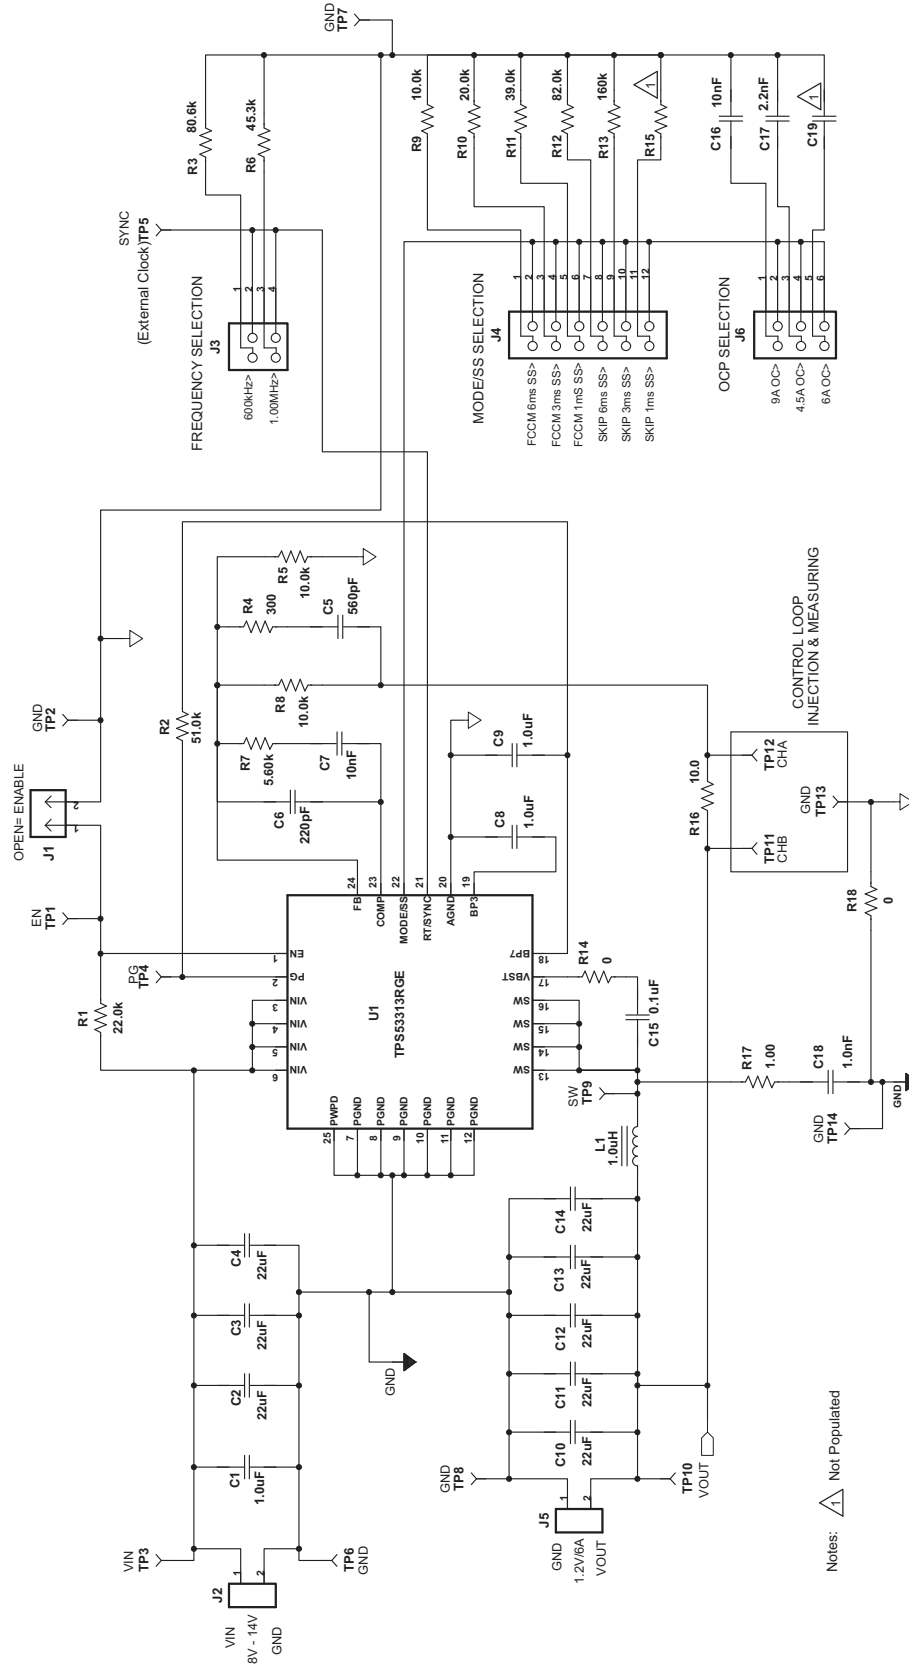 VIN
TP3
J2
VIN
8V - 14V
GND
1
2
TP6
GND
C1
1.0uF
C2
22uF
C3
22uF
C4
22uF
GND
R1
22.0k
EN
TP1
PG
TP4
OPEN= ENABLE
J1
1
2
GND
TP2
R2
51.0k
U1
TPS53313RGE
6 VIN
5 VIN
4 VIN
3 VIN
2 PG
1 EN
25 PWPD
7 PGND
8 PGND
9 PGND
10 PGND
11 PGND
12 PGND
24 FB
23 COMP
22 MODE/SS
21 RT/SYNC
20 AGND
19 BP3
13 SW
14 SW
15 SW
16 SW
17 VBST
18 BP7
C6
220pF
R7
5.60k
C7
10nF
R8
10.0k
R4
300
C5
560pF
R5
10.0k
C8
1.0uF
C9
1.0uF
R14
0
C15
0.1uF
SW
TP9
L1
1.0uH
C14
22uF
C13
22uF
C12
22uF
C11
22uF
C10
22uF
GND
TP8
J5
1
2
GND
1.2V/6A
VOUT
TP10
VOUT
R17
1.00
C18
1.0nF
GND
TP14
GND
R18
0
R16
10.0
TP11
CHB
TP12
CHA
GND
TP13
CONTROL LOOP
INJECTION & MEASURING
SYNC
(External Clock)
TP5
FREQUENCY SELECTION
J3
600kHz>
1.00MHz>
1
2
3
4
R3
80.6k
R6
45.3k
GND
TP7
MODE/SS SELECTION
J4
FCCM 6ms SS>
FCCM 3ms SS>
FCCM 1mS SS>
SKIP 6ms SS>
SKIP 3ms SS>
SKIP 1ms SS>
1
2
3
4
5
6
7
8
9
10
11
12
R9
10.0k
R10
20.0k
R11
39.0k
R12
82.0k
R13
160k
R15
1
OCP SELECTION
J6
9A OC>
4.5A OC>
6A OC>
1
2
3
4
5
6
C16
10nF
C17
2.2nF
C19
1
Notes: 1 Not Populated